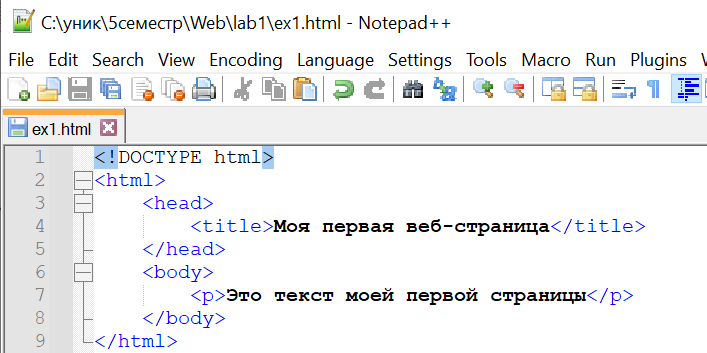 C:\уник\5семестр\Web\lab1\ex1.html - Notepad++
File Edit Search View Encoding Language Settings Tools Macro Run Plugins
ex1.html
1 <!DOCTYPE html>
2 <html>
3 <head>
4 <title>Моя первая веб-страница</title>
5 </head>
6 <body>
7 <p>Это текст моей первой страницы</p>
8 </body>
9 </html>